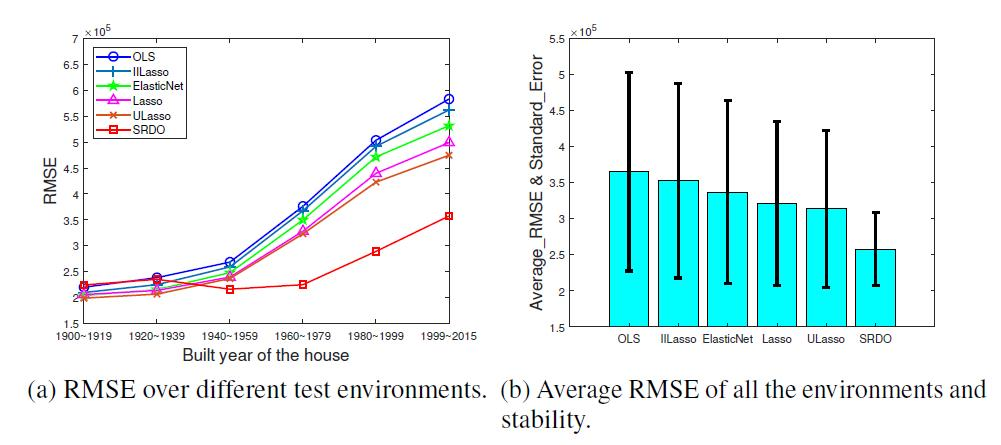 ×10⁵
7
6.5
6
5.5
5
4.5
4
3.5
3
2.5
2
1.5
RMSE
OLS
IILasso
ElasticNet
Lasso
ULasso
SRDO
1900~1919 1920~1939 1940~1959 1960~1979 1980~1999 1999~2015
Built year of the house
(a) RMSE over different test environments.
×10⁵
5.5
5
4.5
4
3.5
3
2.5
2
1.5
Average_RMSE & Standard_Error
OLS IILasso ElasticNet Lasso ULasso SRDO
(b) Average RMSE of all the environments and
stability.